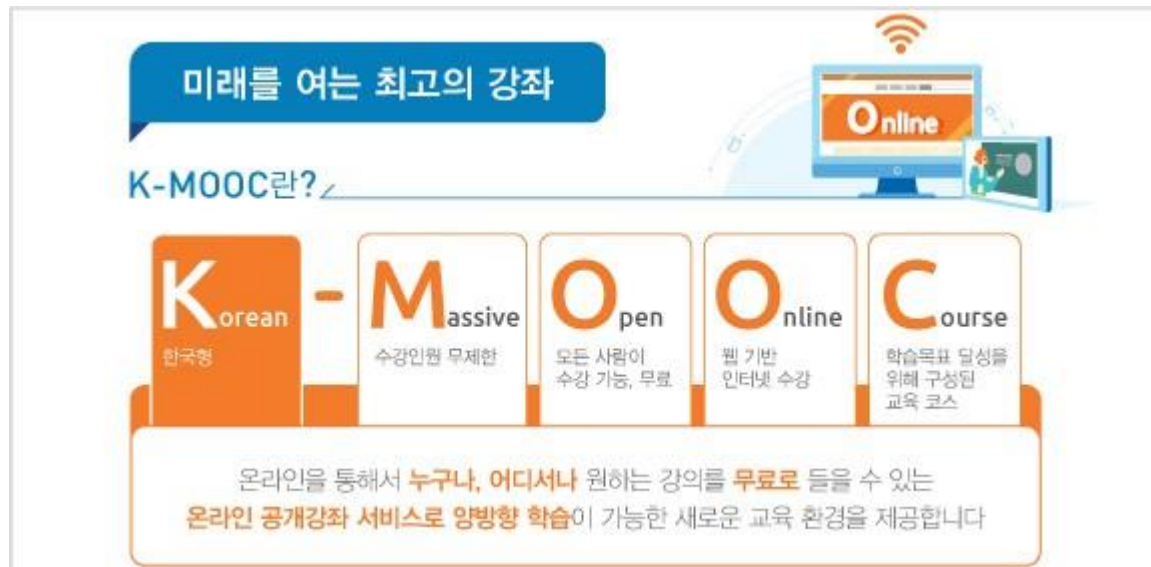 미래를 여는 최고의 강좌
Online
K-MOOC란?
Korean - Massive Open Online Course
한국형
수강인원 무제한
모든 사람이
수강 가능, 무료
웹 기반
인터넷 수강
학습목표 달성을
위해 구성된
교육 코스
온라인을 통해서 누구나, 어디서나 원하는 강의를 무료로 들을 수 있는
온라인 공개강좌 서비스로 양방향 학습이 가능한 새로운 교육 환경을 제공합니다